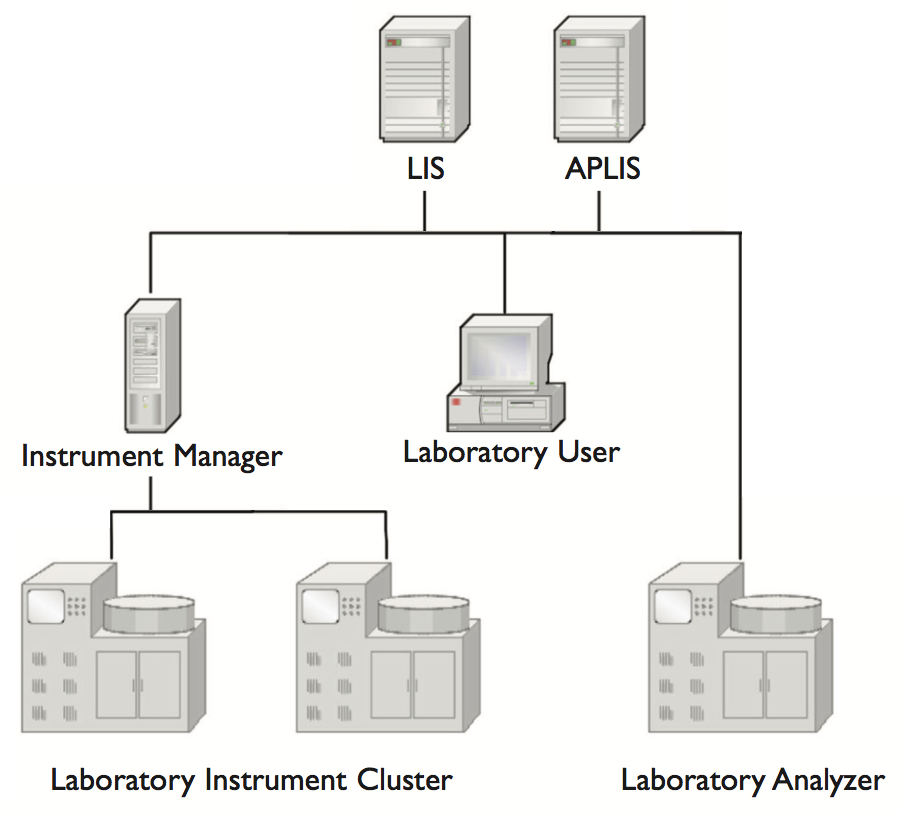 LIS
APLIS
Instrument Manager
Laboratory User
Laboratory Instrument Cluster
Laboratory Analyzer